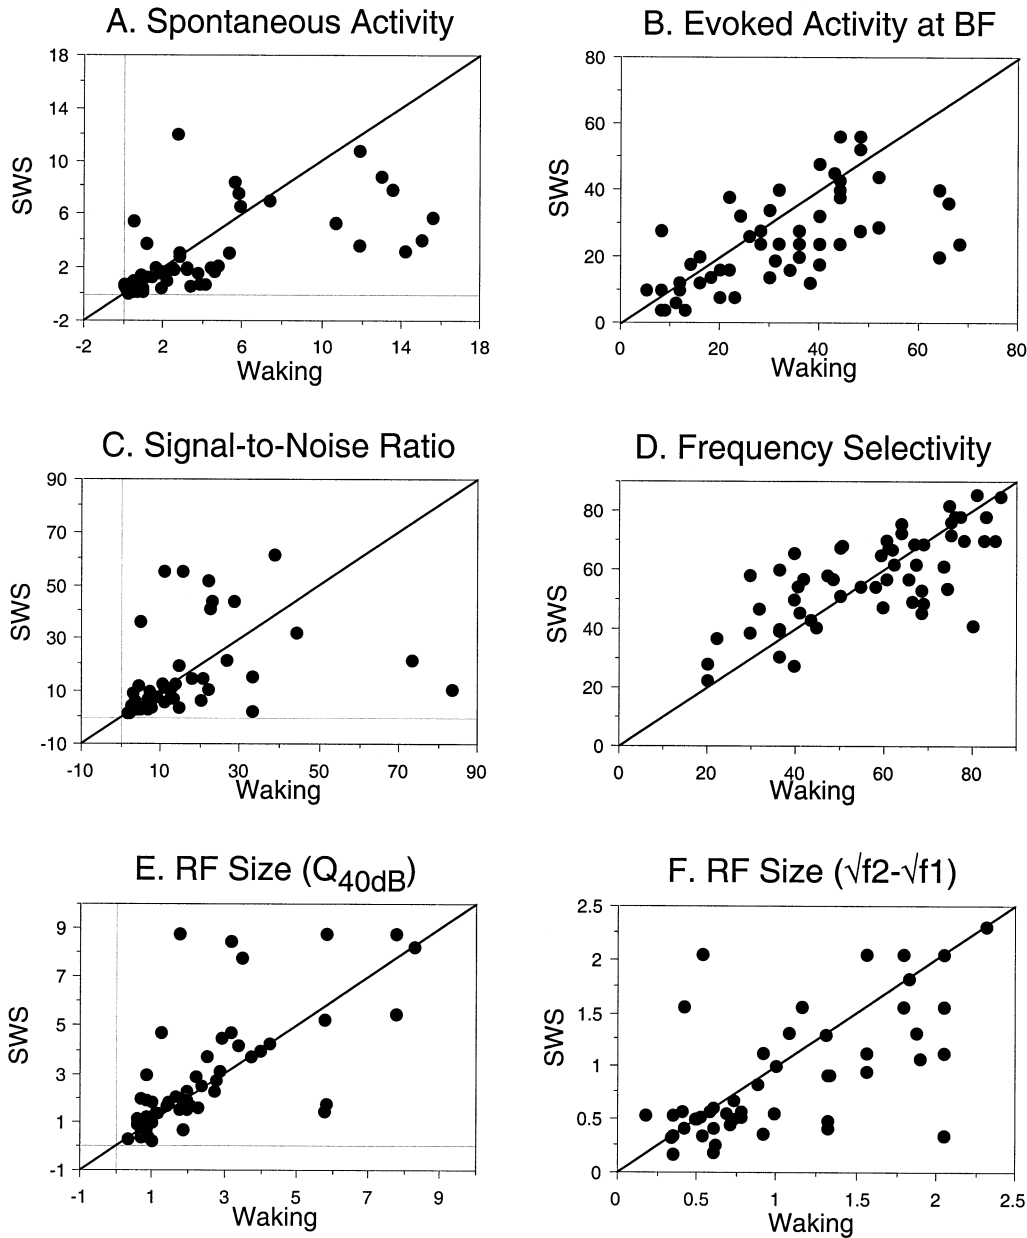 A. Spontaneous Activity
18
14
10
6
2
-2
SWS
-2 2 6 10 14 18
Waking
B. Evoked Activity at BF
80
60
40
20
0
SWS
0 20 40 60 80
Waking
C. Signal-to-Noise Ratio
90
70
50
30
10
-10
SWS
-10 10 30 50 70 90
Waking
D. Frequency Selectivity
80
60
40
20
0
SWS
0 20 40 60 80
Waking
E. RF Size (Q40dB)
9
7
5
3
1
-1
SWS
-1 1 3 5 7 9
Waking
F. RF Size (√f2-√f1)
2.5
2
1.5
1
0.5
0
SWS
0 0.5 1 1.5 2 2.5
Waking